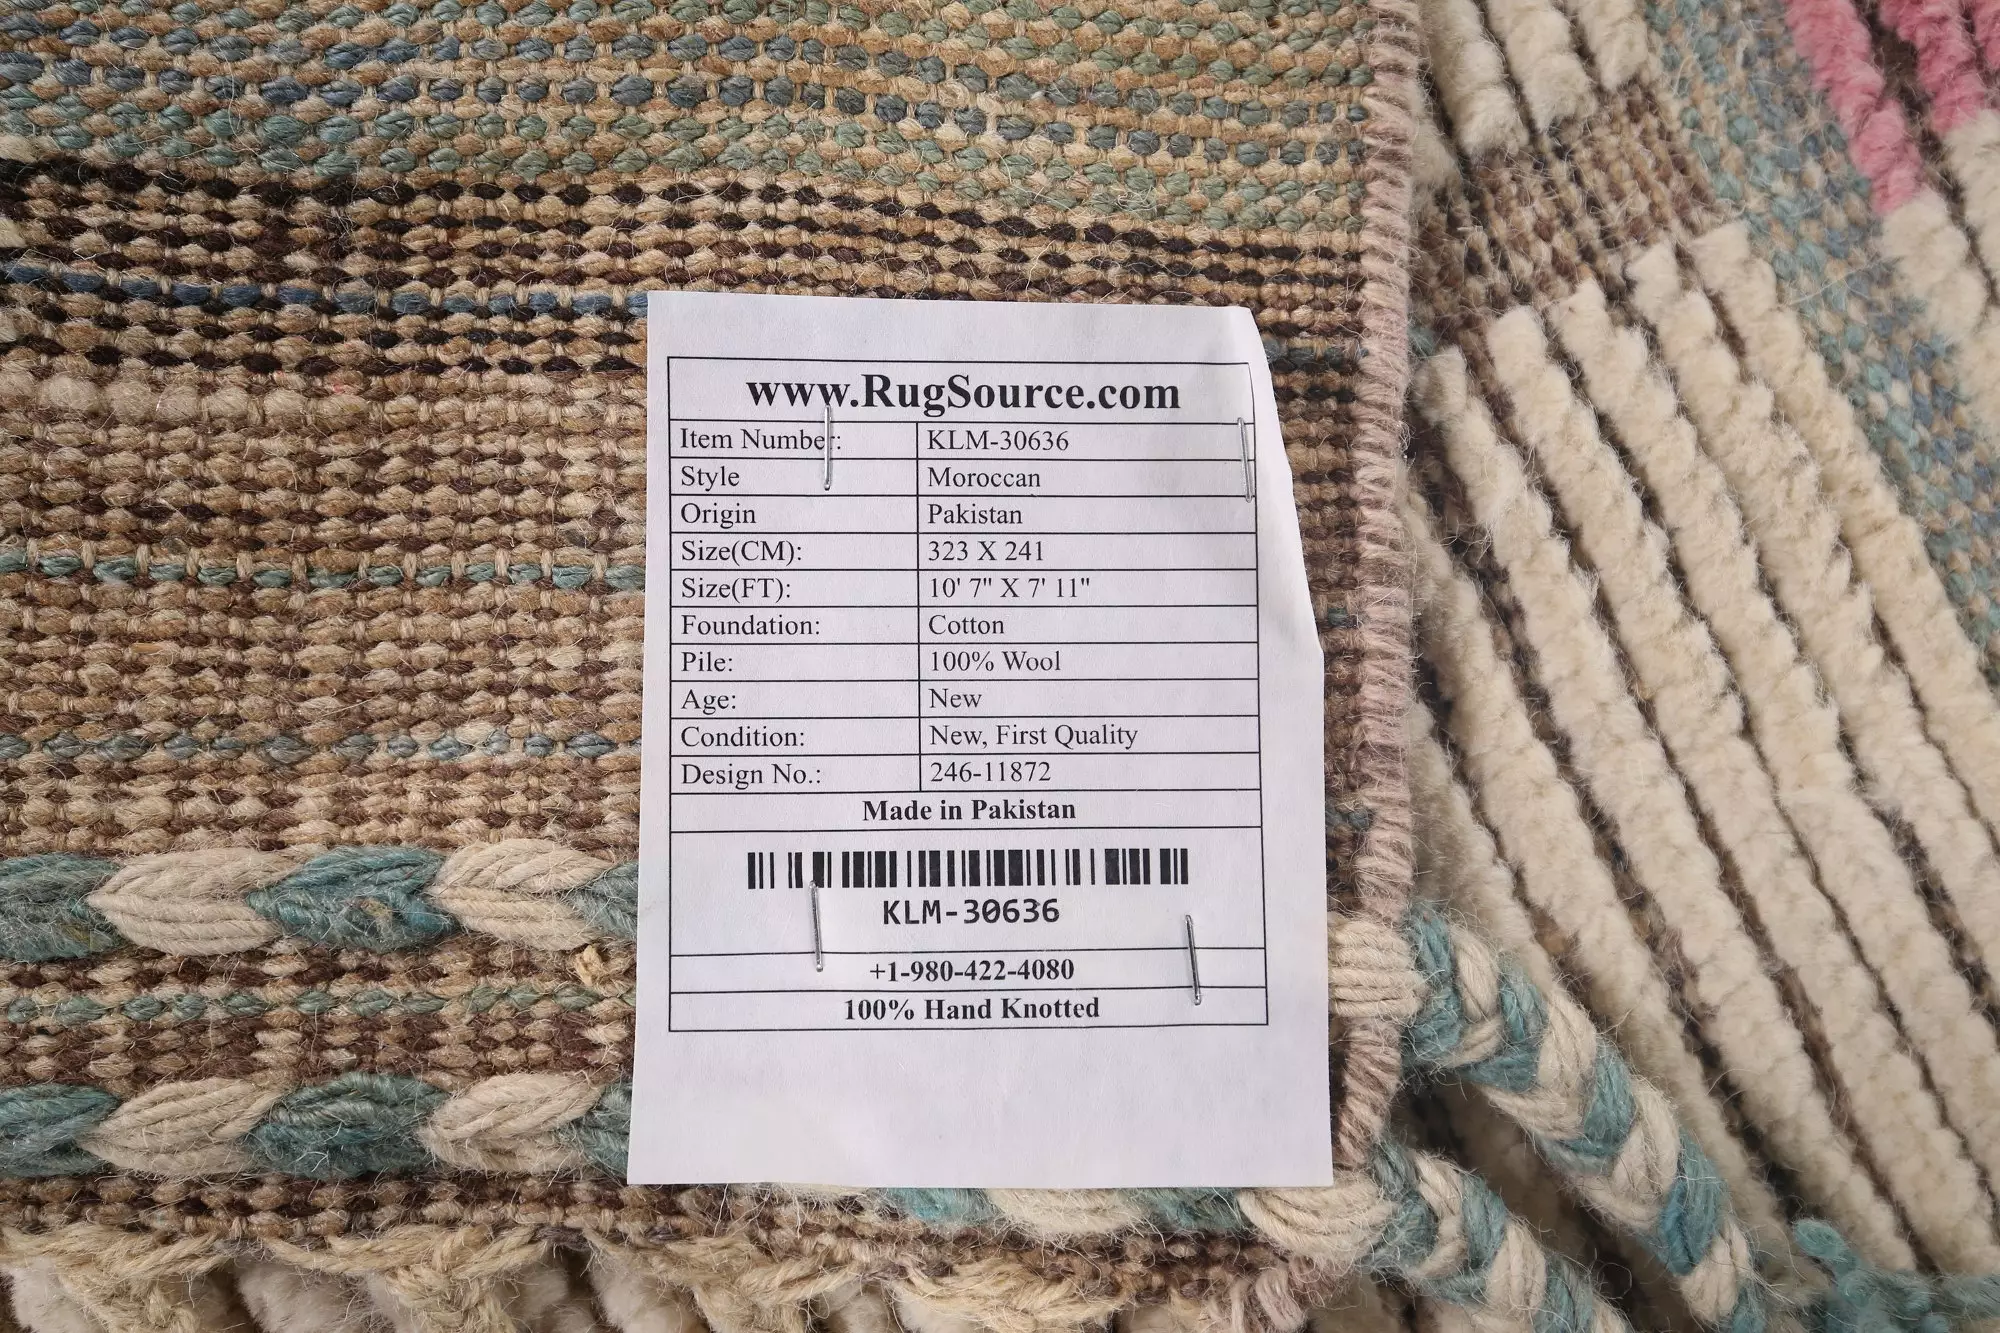 www.RugSource.com
Item Number: KLM-30636
Style Moroccan
Origin Pakistan
Size(CM): 323 X 241
Size(FT): 10' 7" X 7' 11"
Foundation: Cotton
Pile: 100% Wool
Age: New
Condition: New, First Quality
Design No.: 246-11872
Made in Pakistan
KLM-30636
+1-980-422-4080
100% Hand Knotted